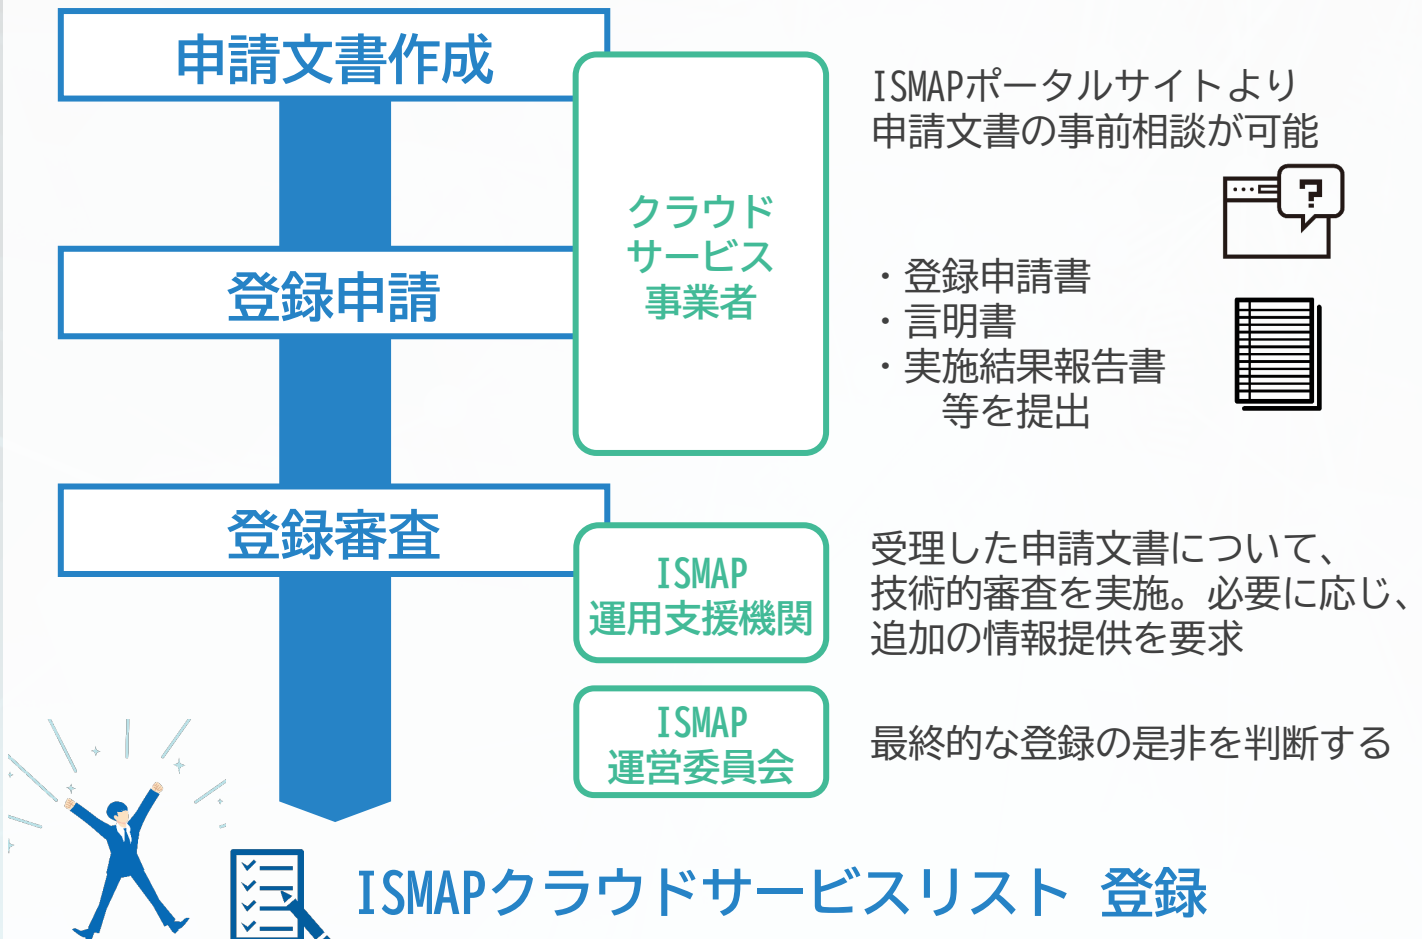 申請文書作成
クラウド
サービス
事業者
ISMAPポータルサイトより
申請文書の事前相談が可能
?
登録申請
・登録申請書
・言明書
・実施結果報告書
等を提出
登録審査
ISMAP
運用支援機関
受理した申請文書について、
技術的審査を実施。必要に応じ、
追加の情報提供を要求
ISMAP
運営委員会
最終的な登録の是非を判断する
ISMAPクラウドサービスリスト 登録